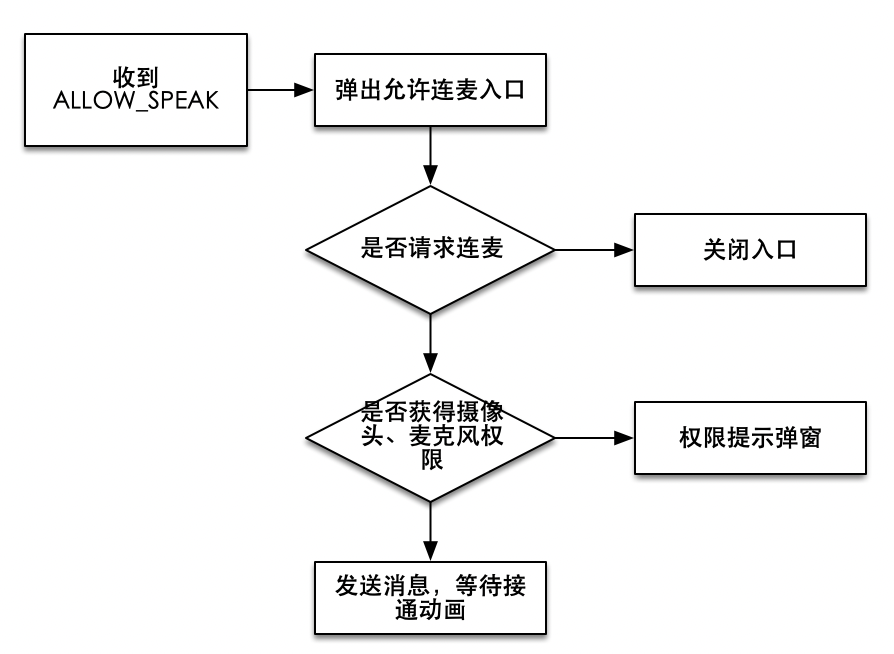 收到
ALLOW_SPEAK
弹出允许连麦入口
是否请求连麦
关闭入口
是否获得摄像
头、麦克风权
限
权限提示弹窗
发送消息，等待接
通动画